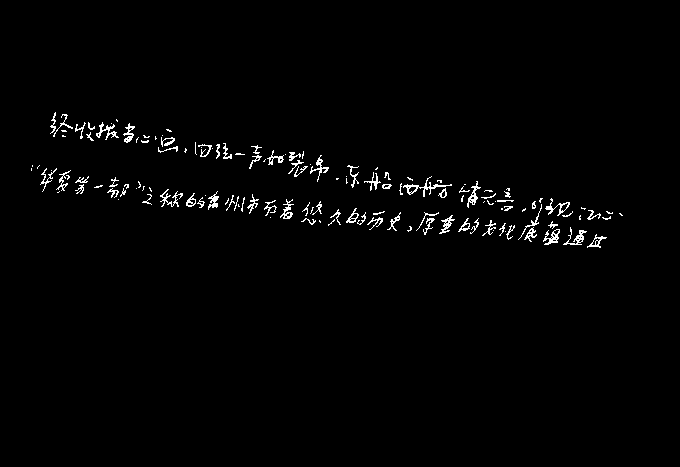 终收拨当心画,四弦一声如裂帛.东船西舫悄无言,唯见江心
“华夏第一都”之称的禹州市有着悠久的历史,厚重的文化底蕴通过